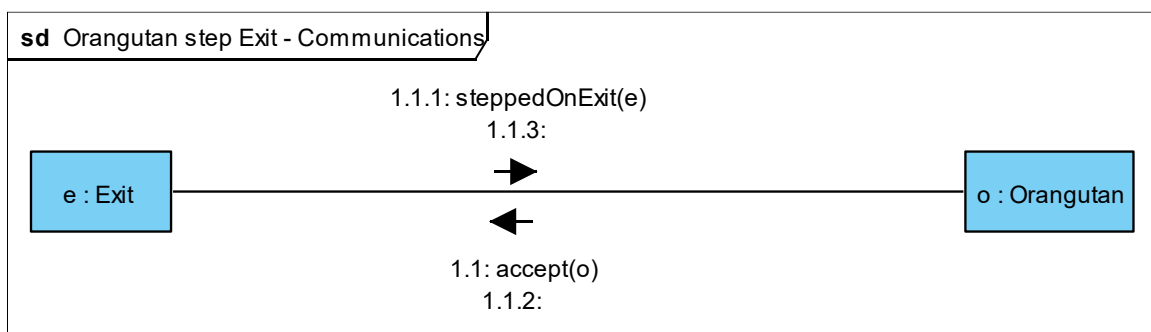 sd Orangutan step Exit - Communications
1.1.1: steppedOnExit(e)
1.1.3:
e : Exit
o : Orangutan
1.1: accept(o)
1.1.2: